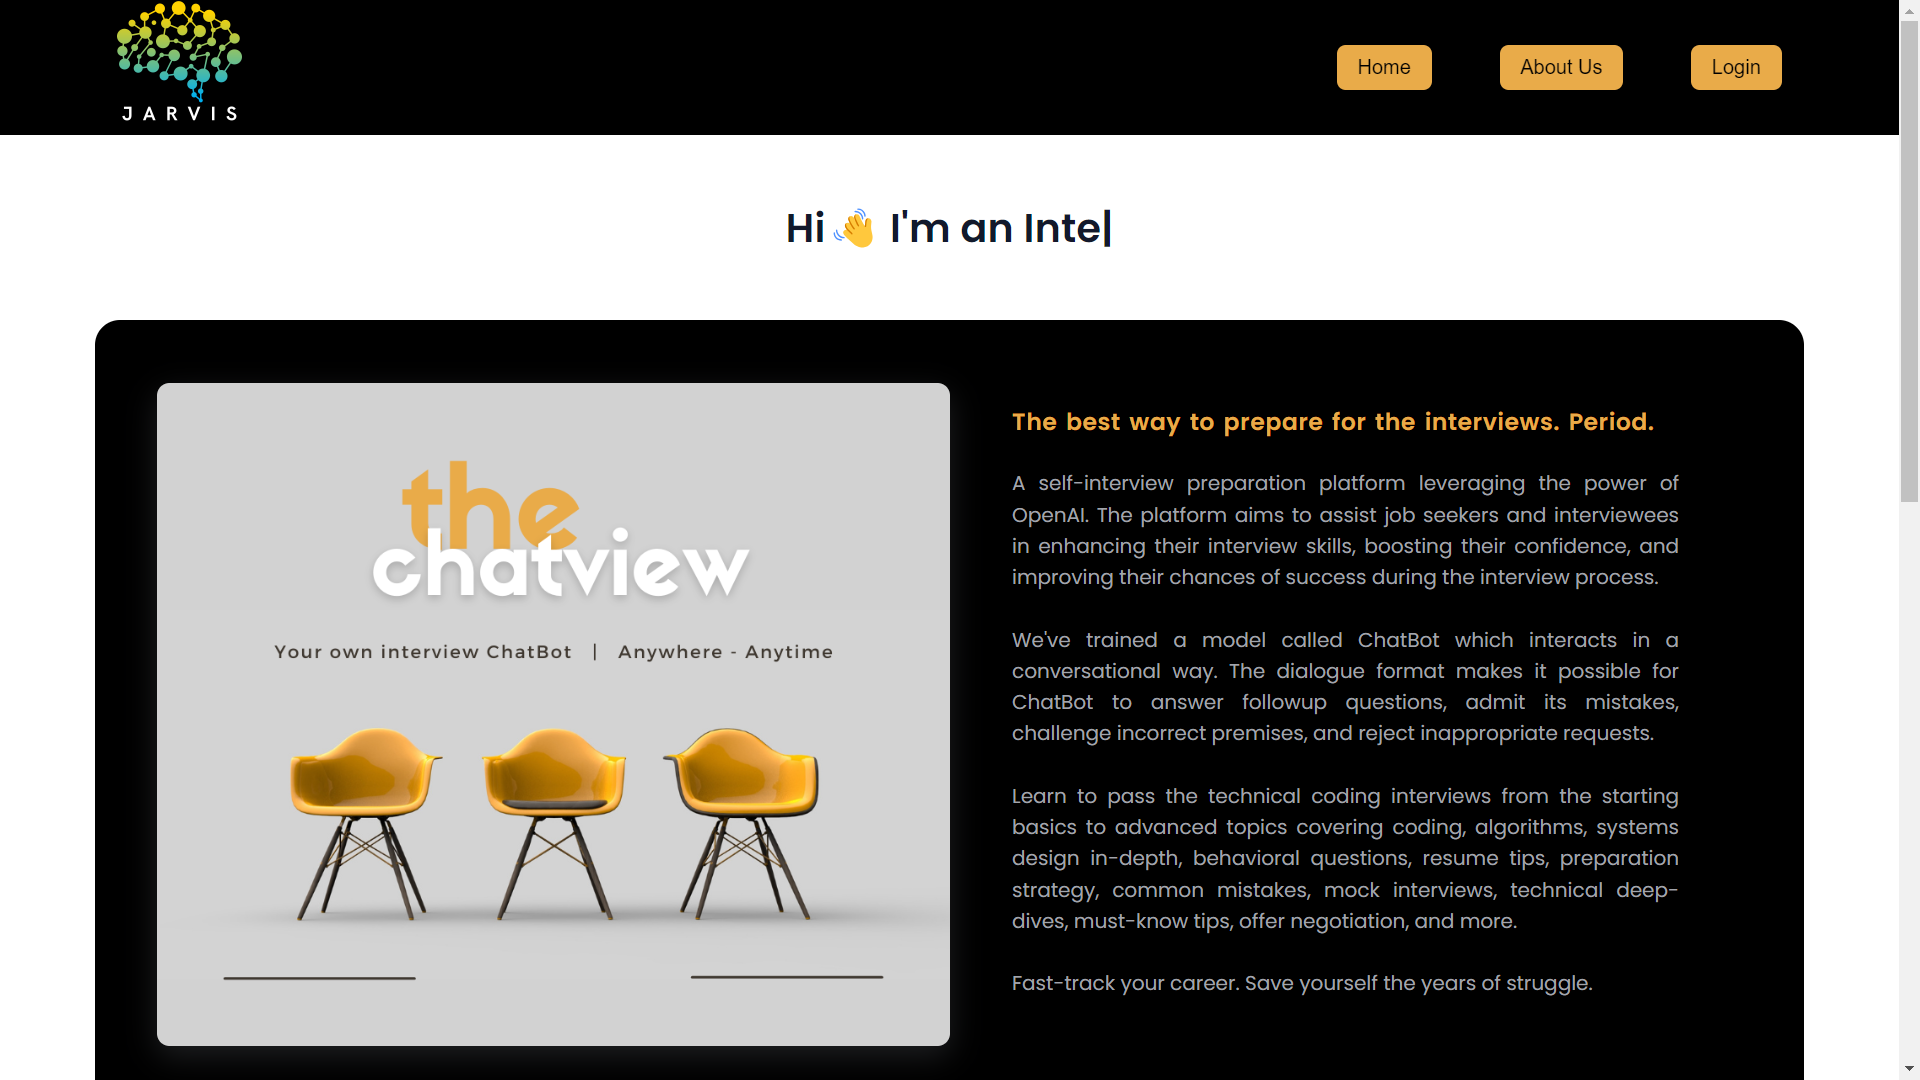 JARVIS
Home
About Us
Login
Hi 👋 I'm an Inte|
the
chatview
Your own interview ChatBot | Anywhere - Anytime
The best way to prepare for the interviews. Period.
A self-interview preparation platform leveraging the power of
OpenAI. The platform aims to assist job seekers and interviewees
in enhancing their interview skills, boosting their confidence, and
improving their chances of success during the interview process.
We've trained a model called ChatBot which interacts in a
conversational way. The dialogue format makes it possible for
ChatBot to answer followup questions, admit its mistakes,
challenge incorrect premises, and reject inappropriate requests.
Learn to pass the technical coding interviews from the starting
basics to advanced topics covering coding, algorithms, systems
design in-depth, behavioral questions, resume tips, preparation
strategy, common mistakes, mock interviews, technical deep-
dives, must-know tips, offer negotiation, and more.
Fast-track your career. Save yourself the years of struggle.